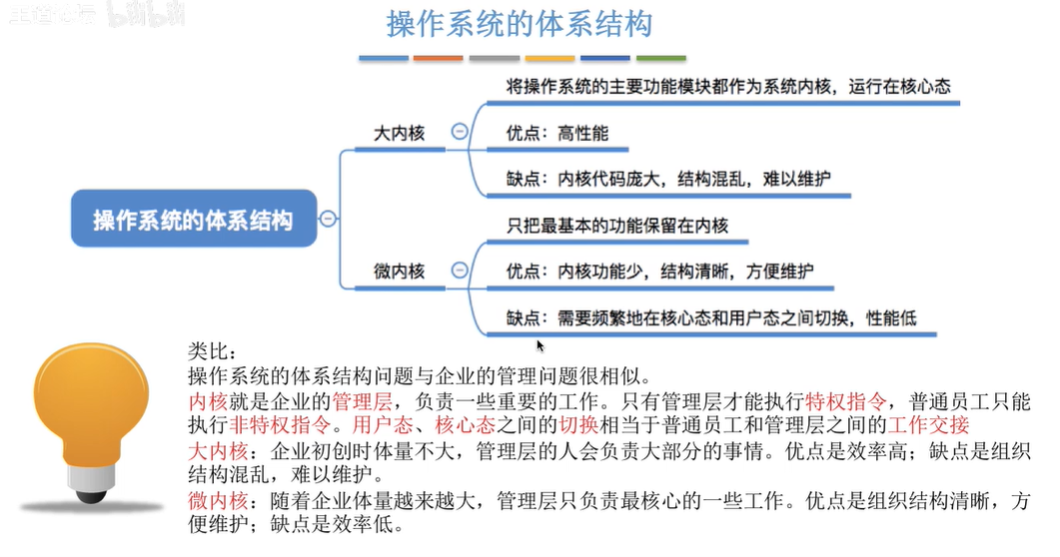 王道论坛 bilibili
操作系统的体系结构
将操作系统的主要功能模块都作为系统内核，运行在核心态
大内核
优点：高性能
缺点：内核代码庞大，结构混乱，难以维护
操作系统的体系结构
只把最基本的功能保留在内核
微内核
优点：内核功能少，结构清晰，方便维护
缺点：需要频繁地在核心态和用户态之间切换，性能低
类比：
操作系统的体系结构问题与企业的管理问题很相似。
内核就是企业的管理层，负责一些重要的工作。只有管理层才能执行特权指令，普通员工只能
执行非特权指令。用户态、核心态之间的切换相当于普通员工和管理层之间的工作交接
大内核：企业初创时体量不大，管理层的人会负责大部分的事情。优点是效率高；缺点是组织
结构混乱，难以维护。
微内核：随着企业体量越来越大，管理层只负责最核心的一些工作。优点是组织结构清晰，方
便维护；缺点是效率低。